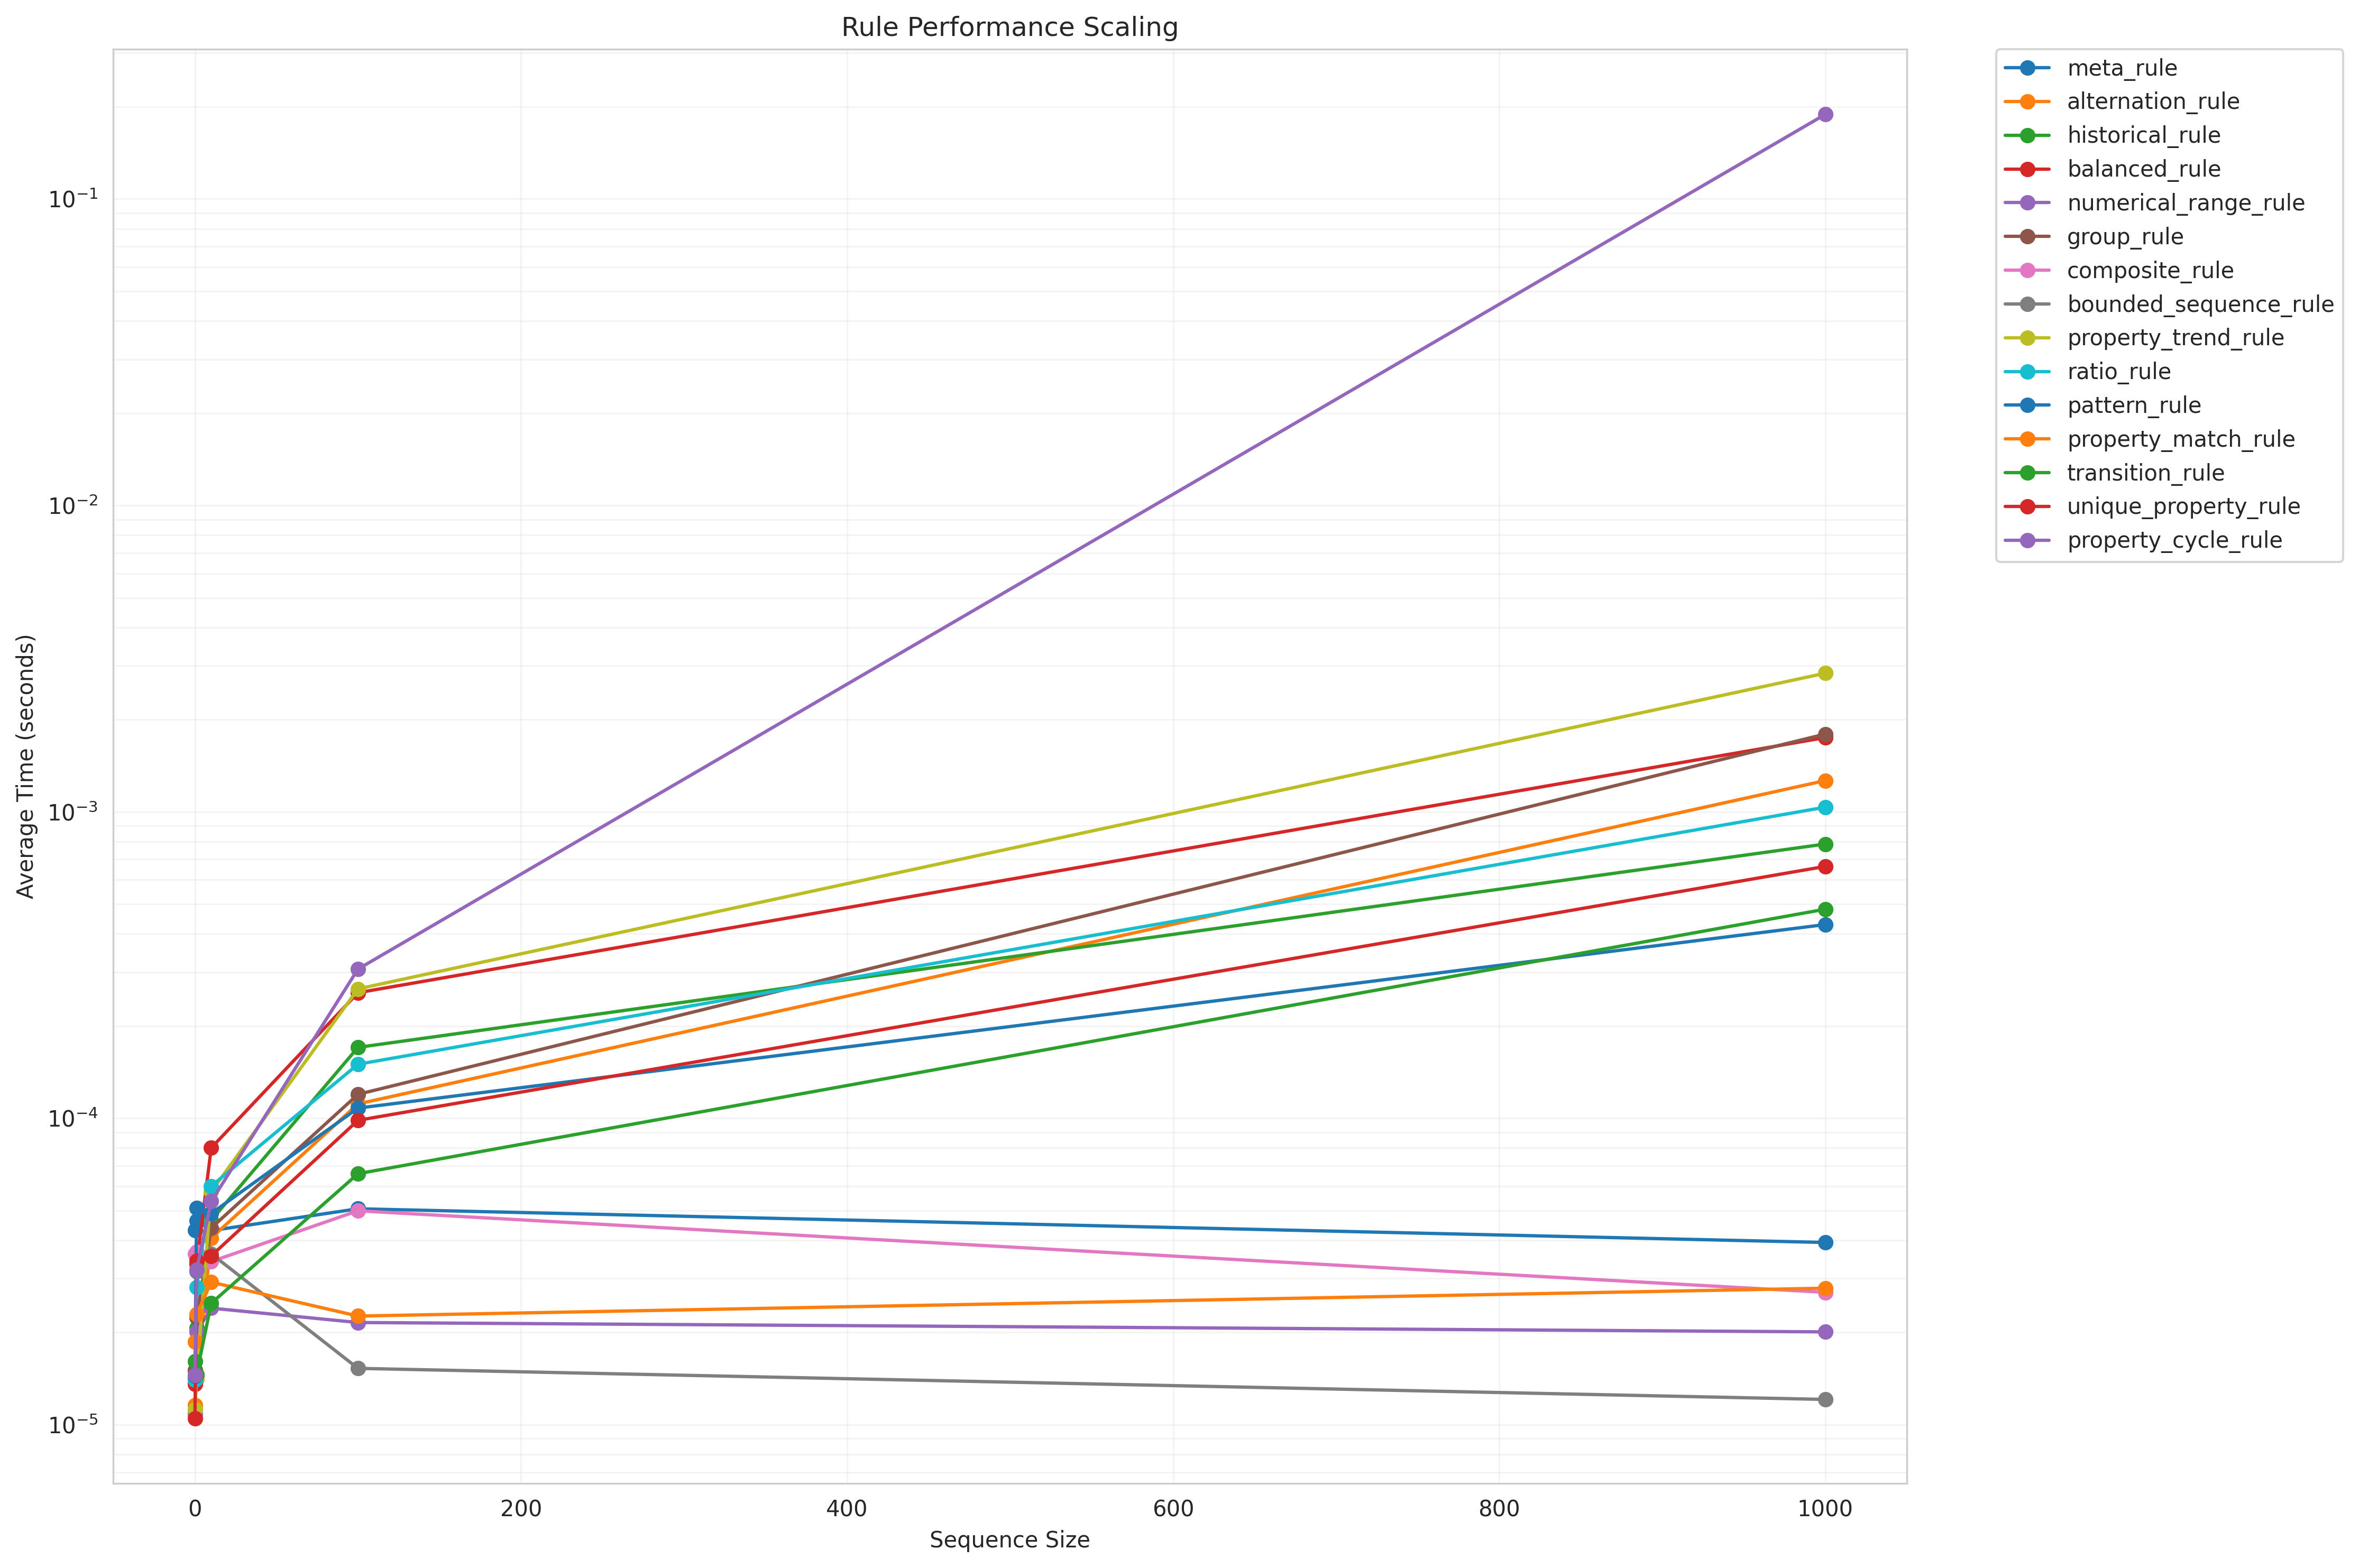 Rule Performance Scaling
meta_rule
alternation_rule
historical_rule
balanced_rule
numerical_range_rule
group_rule
composite_rule
bounded_sequence_rule
property_trend_rule
ratio_rule
pattern_rule
property_match_rule
transition_rule
unique_property_rule
property_cycle_rule
Average Time (seconds)
10⁻¹
10⁻²
10⁻³
10⁻⁴
10⁻⁵
0 200 400 600 800 1000
Sequence Size